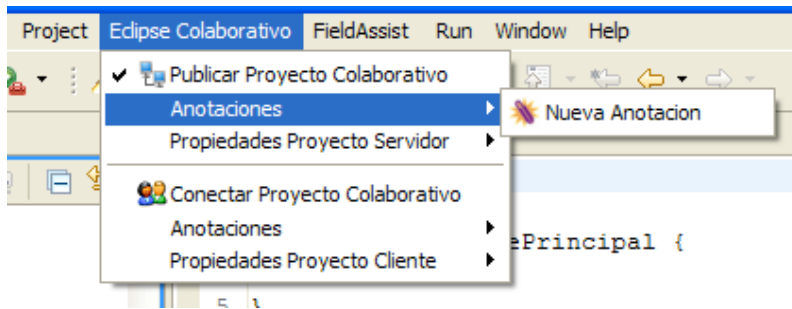 Project Eclipse Colaborativo FieldAssist Run Window Help
Publicar Proyecto Colaborativo
Anotaciones
Nueva Anotacion
Propiedades Proyecto Servidor
Conectar Proyecto Colaborativo
Anotaciones
ePrincipal {
Propiedades Proyecto Cliente
5 }